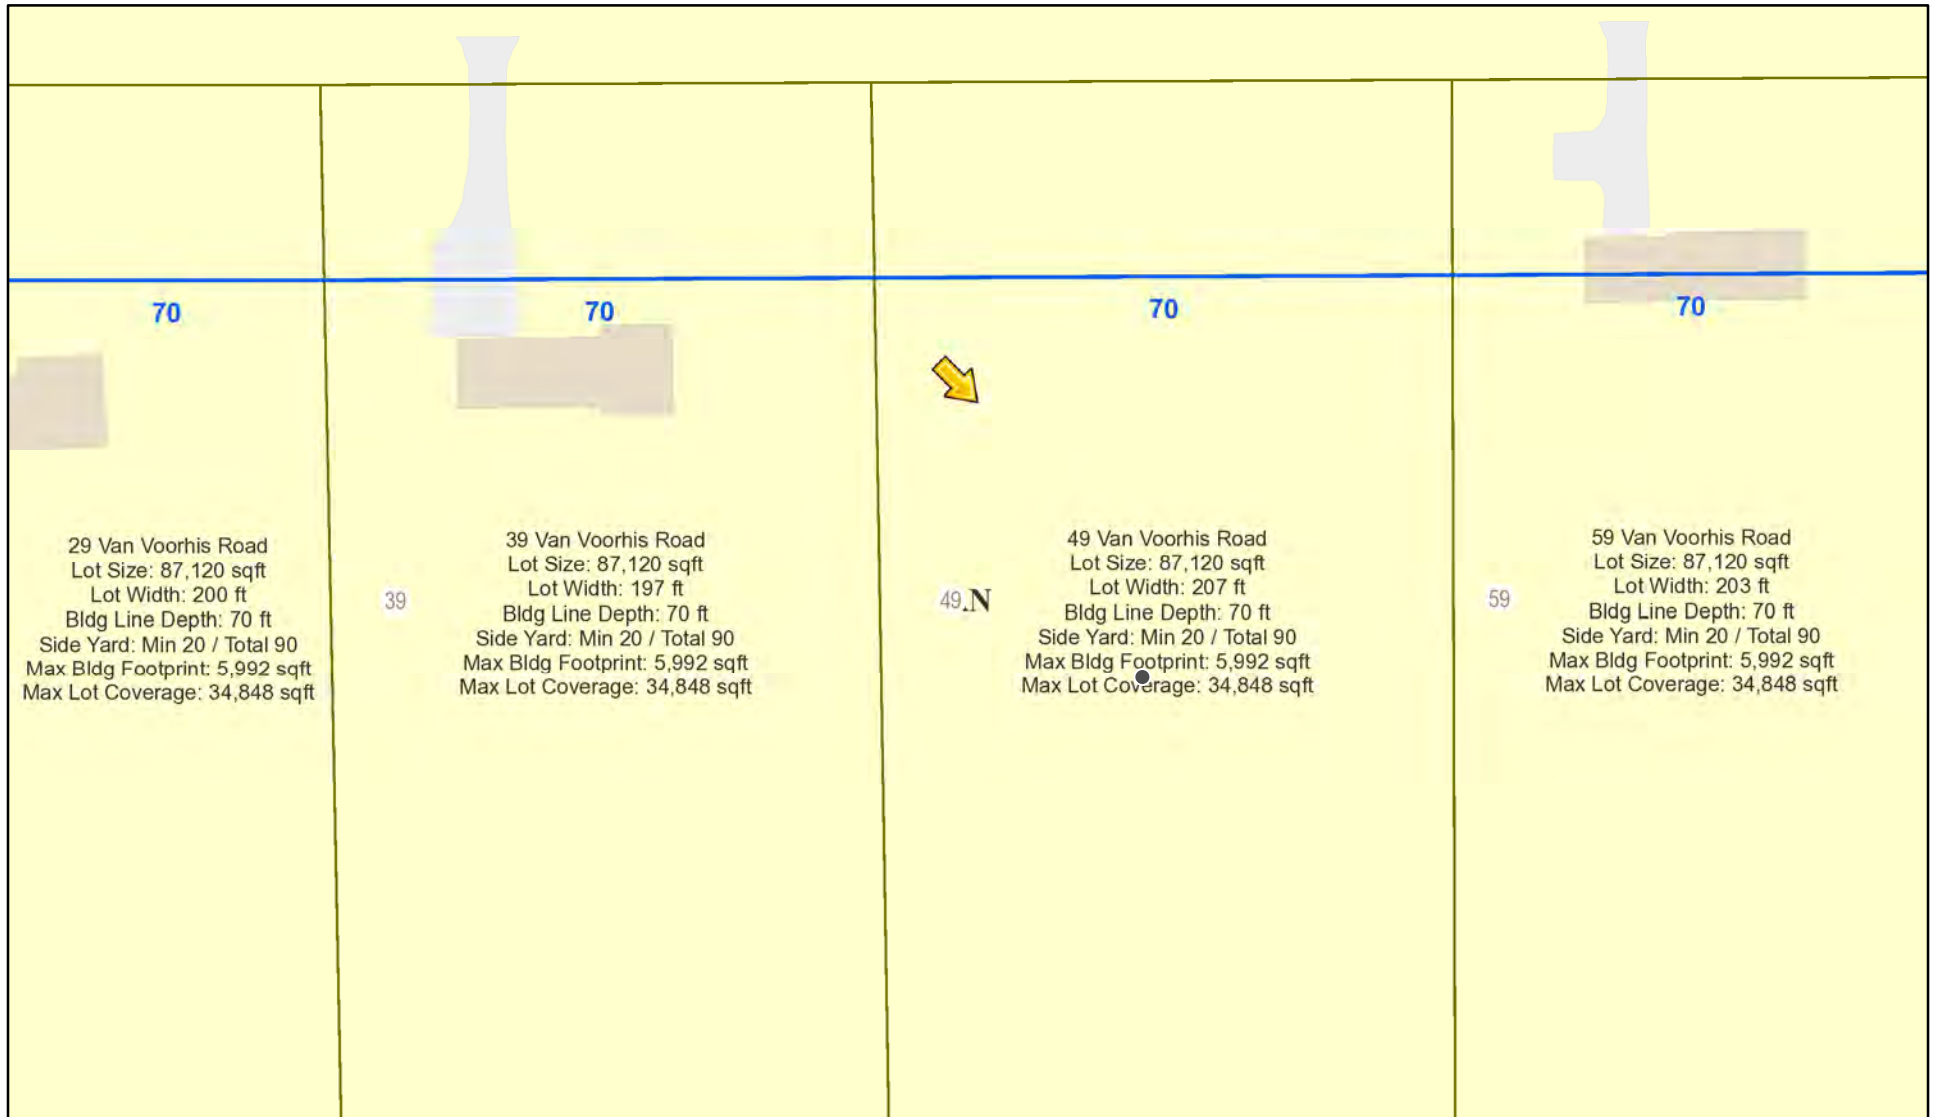 70
70
70
70
29 Van Voorhis Road
Lot Size: 87,120 sqft
Lot Width: 200 ft
Bldg Line Depth: 70 ft
Side Yard: Min 20 / Total 90
Max Bldg Footprint: 5,992 sqft
Max Lot Coverage: 34,848 sqft
39
39 Van Voorhis Road
Lot Size: 87,120 sqft
Lot Width: 197 ft
Bldg Line Depth: 70 ft
Side Yard: Min 20 / Total 90
Max Bldg Footprint: 5,992 sqft
Max Lot Coverage: 34,848 sqft
49.N
49 Van Voorhis Road
Lot Size: 87,120 sqft
Lot Width: 207 ft
Bldg Line Depth: 70 ft
Side Yard: Min 20 / Total 90
Max Bldg Footprint: 5,992 sqft
Max Lot Coverage: 34,848 sqft
59
59 Van Voorhis Road
Lot Size: 87,120 sqft
Lot Width: 203 ft
Bldg Line Depth: 70 ft
Side Yard: Min 20 / Total 90
Max Bldg Footprint: 5,992 sqft
Max Lot Coverage: 34,848 sqft